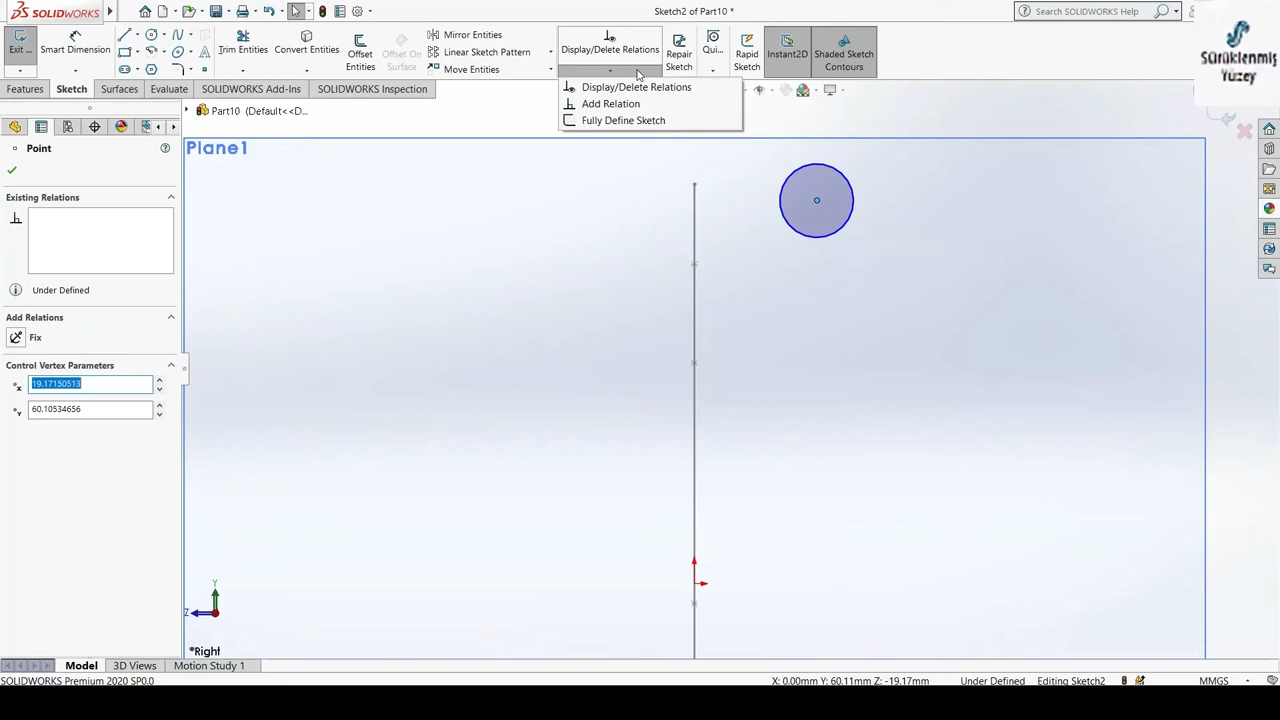 SOLIDWORKS
Sketch2 of Part10 *
Search SOLIDWORKS Help
Exit ...
Smart Dimension
Trim Entities
Convert Entities
Offset
Entities
Offset On
Surface
Mirror Entities
Linear Sketch Pattern
Move Entities
Display/Delete Relations
Repair
Sketch
Qui...
Rapid
Sketch
Instant2D
Shaded Sketch
Contours
Sürüklenmiş
Yüzey
Display/Delete Relations
Add Relation
Fully Define Sketch
Features
Sketch
Surfaces
Evaluate
SOLIDWORKS Add-Ins
SOLIDWORKS Inspection
Part10 (Default<<D...
Point
Existing Relations
Under Defined
Add Relations
Fix
Control Vertex Parameters
19.17150513
60.10534656
Plane1
Y
Z
*Right
Model
3D Views
Motion Study 1
SOLIDWORKS Premium 2020 SP0.0
X: 0.00mm Y: 60.11mm Z: -19.17mm
Under Defined
Editing Sketch2
MMGS